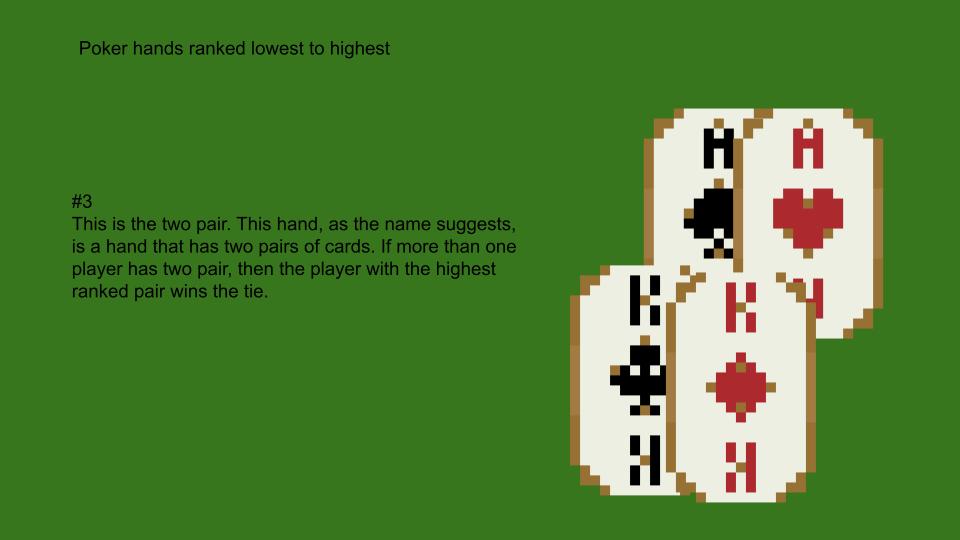 Poker hands ranked lowest to highest
#3
This is the two pair. This hand, as the name suggests,
is a hand that has two pairs of cards. If more than one
player has two pair, then the player with the highest
ranked pair wins the tie.
A A
A
K K
K K